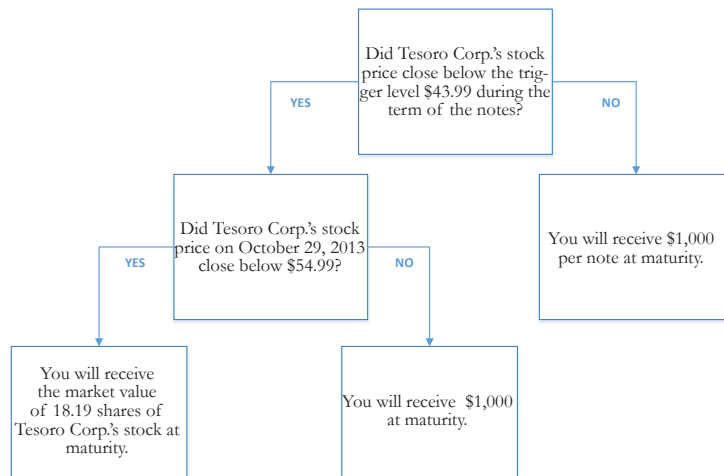 Did Tesoro Corp.'s stock
price close below the trig-
ger level $43.99 during the
term of the notes?
YES
NO
Did Tesoro Corp.'s stock
price on October 29, 2013
close below $54.99?
You will receive $1,000
per note at maturity.
YES
NO
You will receive
the market value
of 18.19 shares of
Tesoro Corp.'s stock at
maturity.
You will receive $1,000
at maturity.